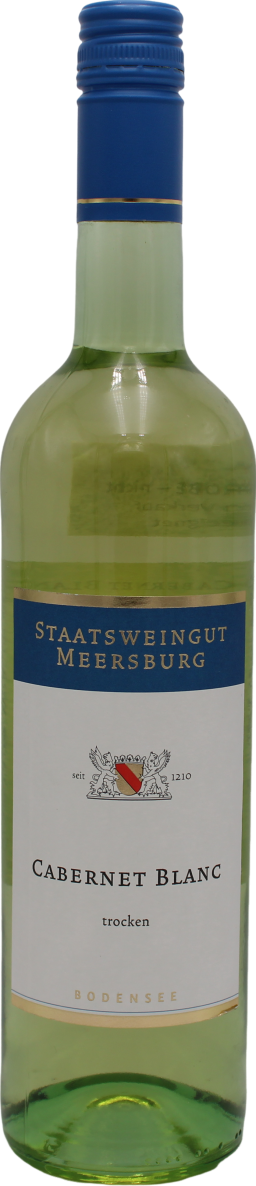 STAATSWEINGUT
MEERSBURG
seit 1210
CABERNET BLANC
trocken
BODENSEE